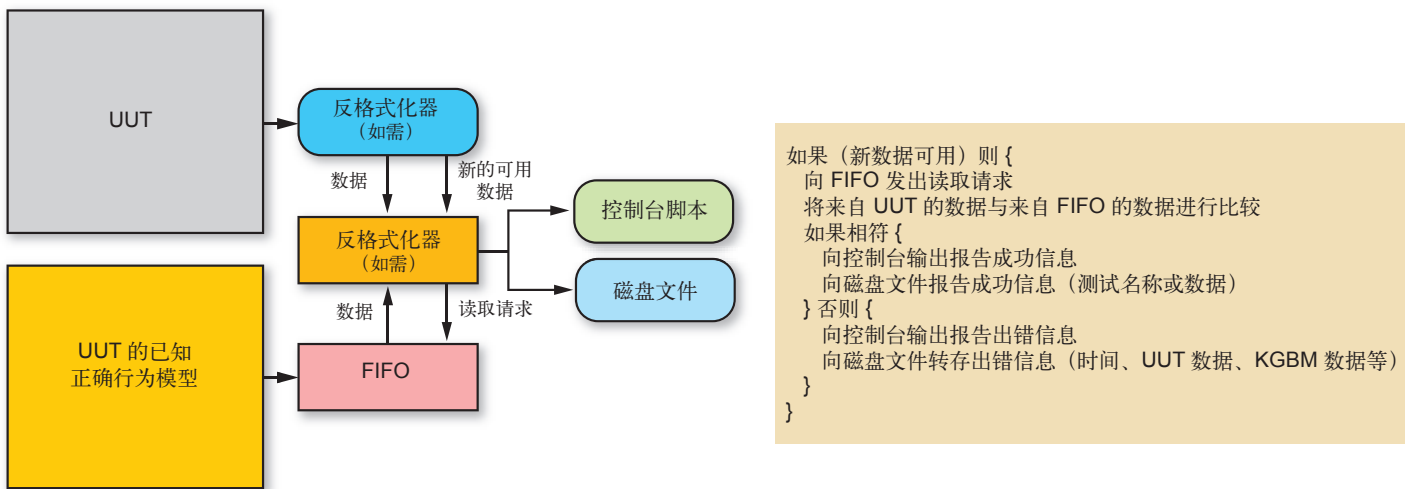 UUT
反格式化器
（如需）
数据
新的可用
数据
反格式化器
（如需）
控制台脚本
磁盘文件
数据
读取请求
UUT 的已知
正确行为模型
FIFO
如果（新数据可用）则 {
向 FIFO 发出读取请求
将来自 UUT 的数据与来自 FIFO 的数据进行比较
如果相符 {
向控制台输出报告成功信息
向磁盘文件报告成功信息（测试名称或数据）
} 否则 {
向控制台输出报告出错信息
向磁盘文件转存出错信息（时间、UUT 数据、KGBM 数据等）
}
}